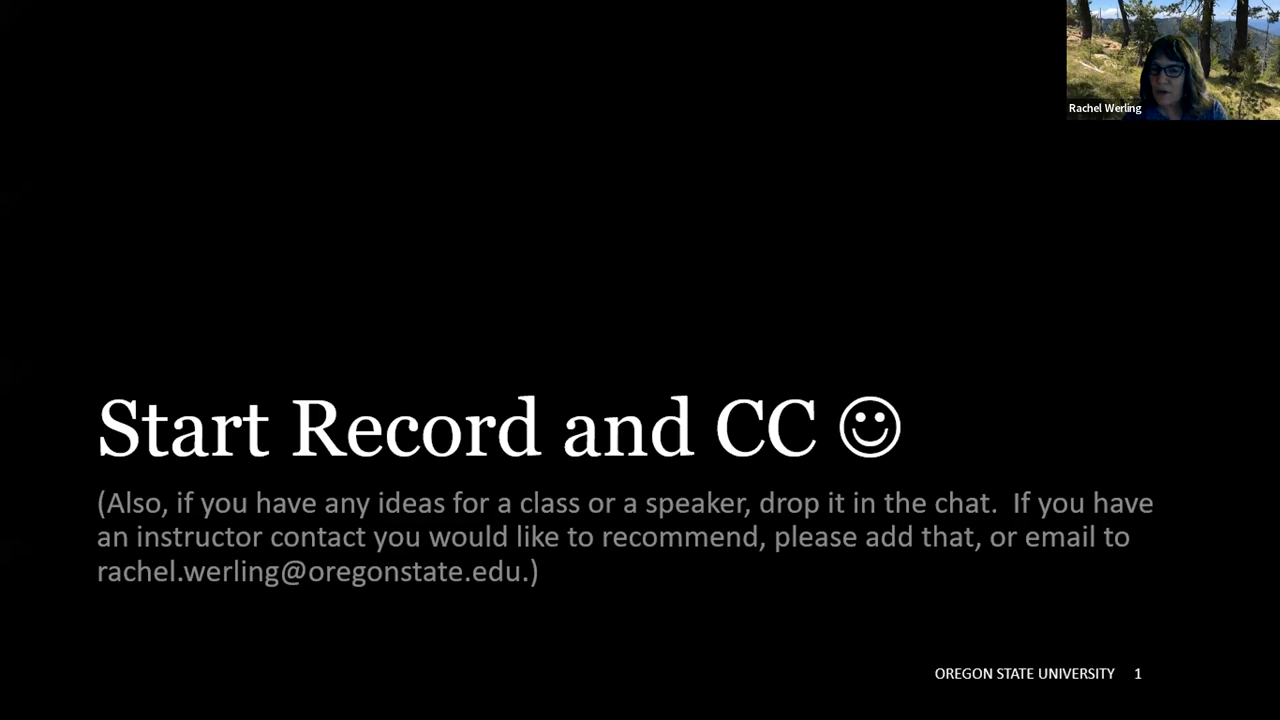 Rachel Werling
Start Record and CC ☺
(Also, if you have any ideas for a class or a speaker, drop it in the chat.  If you have
an instructor contact you would like to recommend, please add that, or email to
rachel.werling@oregonstate.edu.)
OREGON STATE UNIVERSITY 1